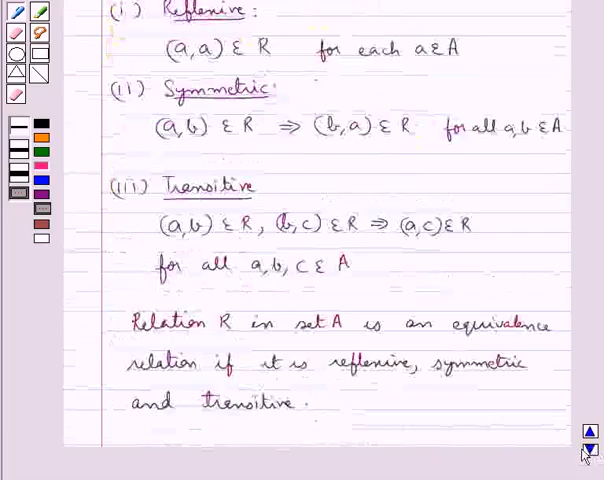 (i) Reflexive:
(a,a) ε R for each a ε A
(ii) Symmetric:
(a,b) ε R ⇒ (b,a) ε R for all a,b ε A
(iii) Transitive
(a,b) ε R, (b,c) ε R ⇒ (a,c) ε R
for all a,b,c ε A
Relation R in set A is an equivalence
relation if it is reflexive, symmetric
and transitive.